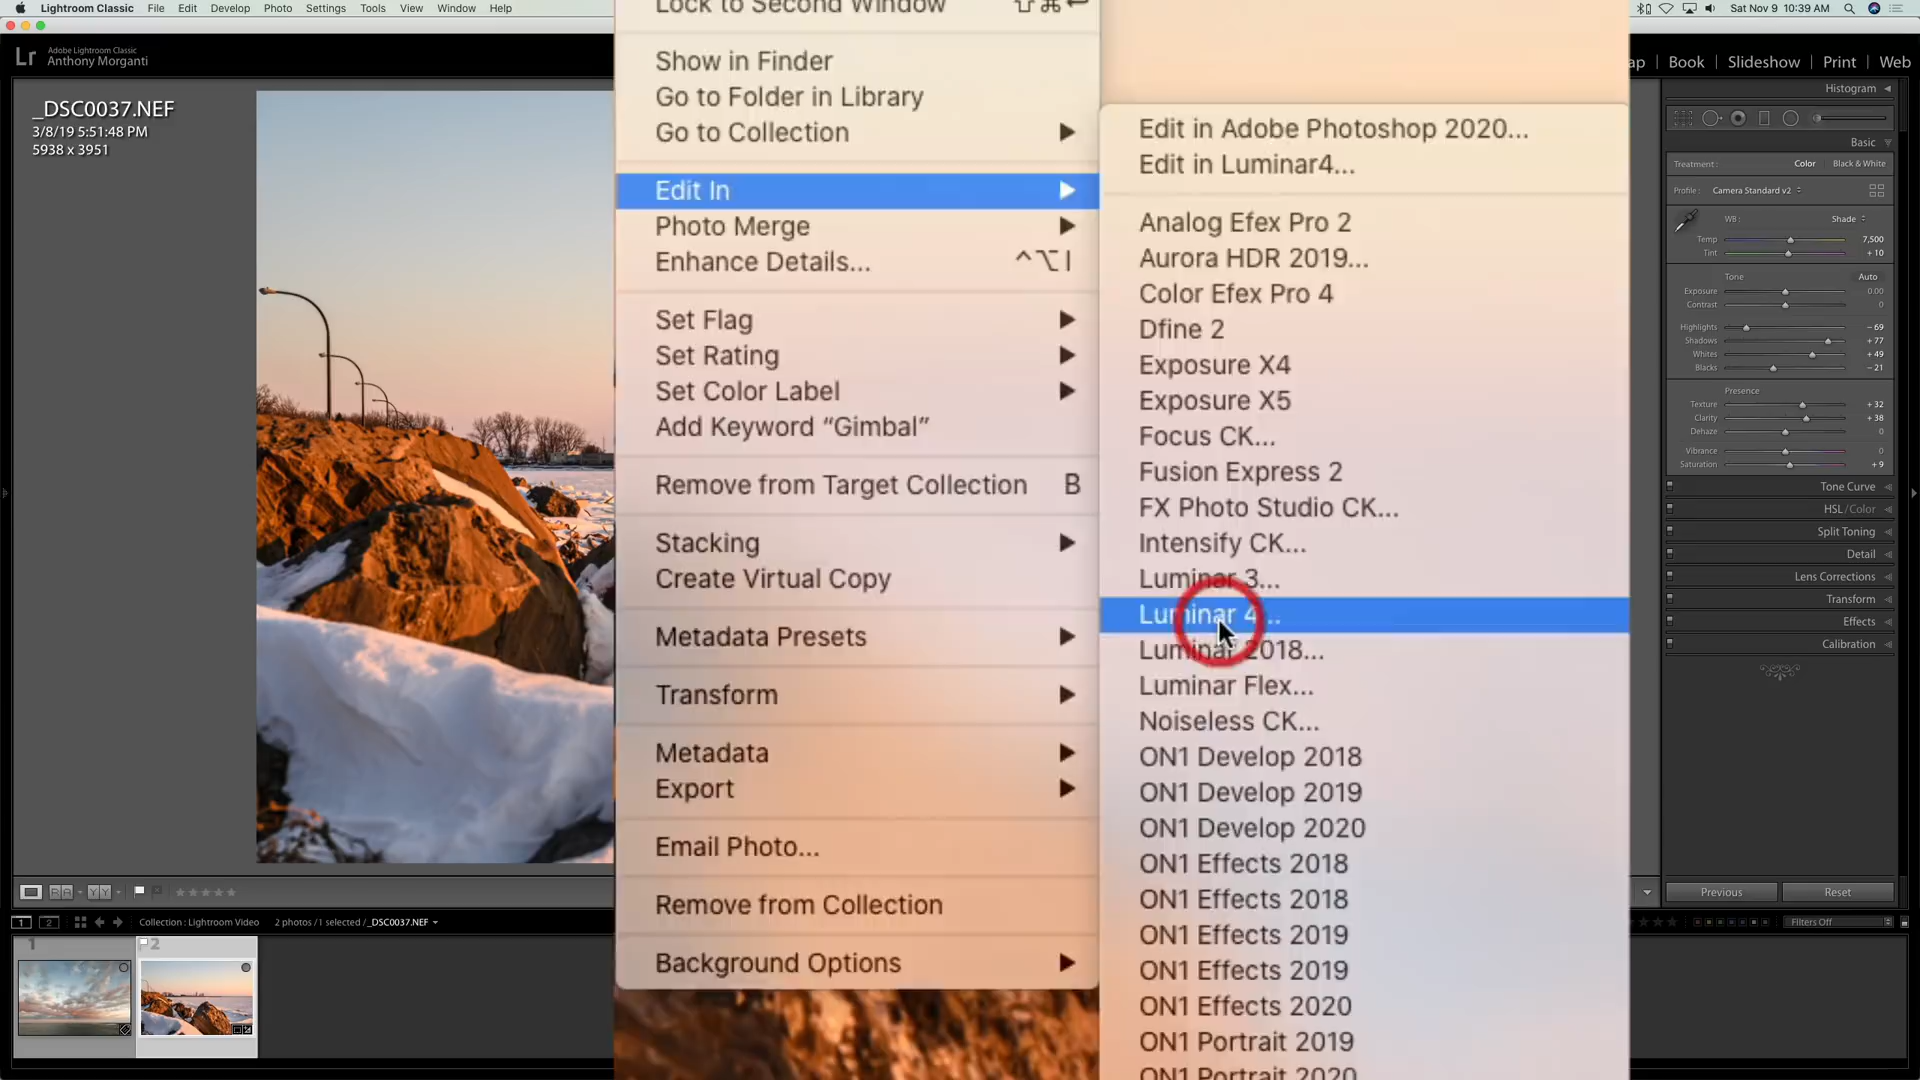 Lightroom Classic File Edit Develop Photo Settings Tools View Window Help
Sat Nov 9 10:39 AM
Lr
Adobe Lightroom Classic
Anthony Morganti
ap | Book | Slideshow | Print | Web
_DSC0037.NEF
3/8/19 5:51:48 PM
5938 x 3951
Lock to Second Window ⇧⌘↩
Show in Finder
Go to Folder in Library
Go to Collection
Edit In
Photo Merge
Enhance Details... ^⌥I
Set Flag
Set Rating
Set Color Label
Add Keyword “Gimbal”
Remove from Target Collection B
Stacking
Create Virtual Copy
Metadata Presets
Transform
Metadata
Export
Email Photo...
Remove from Collection
Background Options
Edit in Adobe Photoshop 2020...
Edit in Luminar4...
Analog Efex Pro 2
Aurora HDR 2019...
Color Efex Pro 4
Dfine 2
Exposure X4
Exposure X5
Focus CK...
Fusion Express 2
FX Photo Studio CK...
Intensify CK...
Luminar 3...
Luminar 4...
Luminar 2018...
Luminar Flex...
Noiseless CK...
ON1 Develop 2018
ON1 Develop 2019
ON1 Develop 2020
ON1 Effects 2018
ON1 Effects 2018
ON1 Effects 2019
ON1 Effects 2019
ON1 Effects 2020
ON1 Portrait 2019
ON1 Portrait 2020
Histogram
Basic
Treatment : Color Black & White
Profile : Camera Standard v2
WB : Shade
Temp 7,500
Tint + 10
Tone Auto
Exposure 0.00
Contrast 0
Highlights − 69
Shadows + 77
Whites + 49
Blacks − 21
Presence
Texture + 32
Clarity + 38
Dehaze 0
Vibrance 0
Saturation + 9
Tone Curve
HSL / Color
Split Toning
Detail
Lens Corrections
Transform
Effects
Calibration
Previous Reset
1 2 Collection : Lightroom Video 2 photos / 1 selected / _DSC0037.NEF
Filters Off
1 2